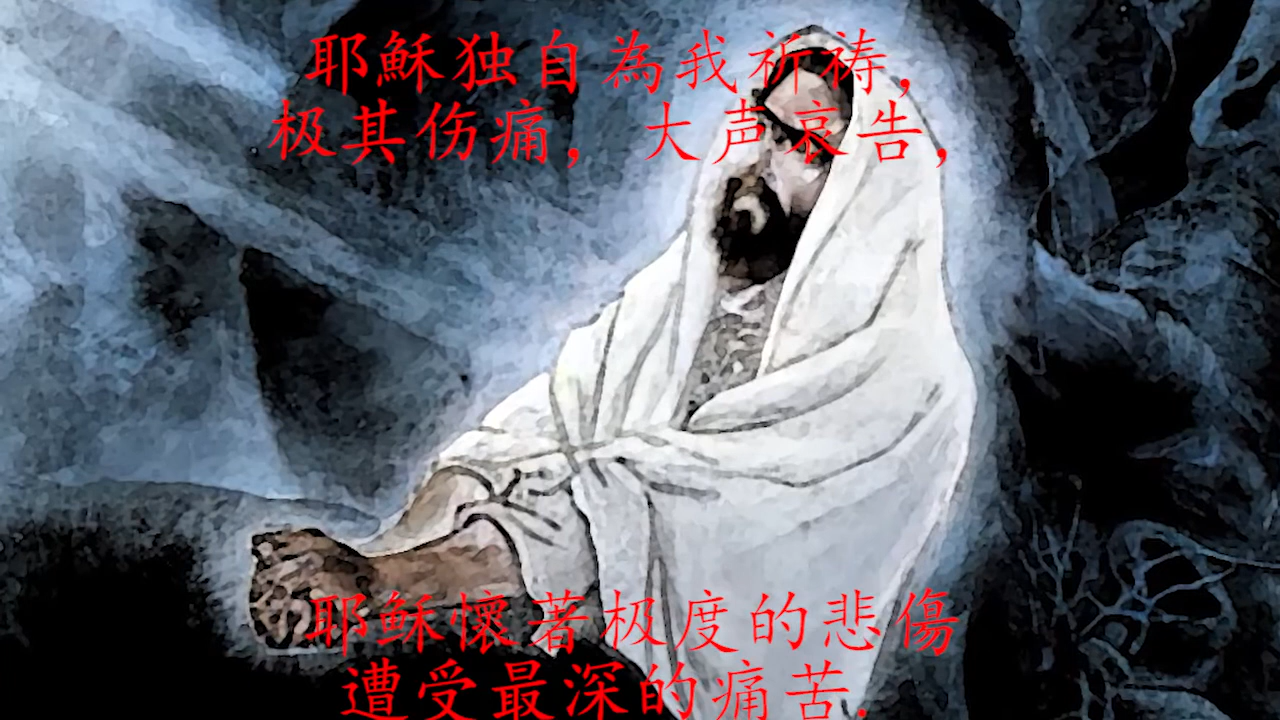 耶穌独自為我祈祷，
极其伤痛，大声哀告，
耶稣懷著极度的悲傷
遭受最深的痛苦.